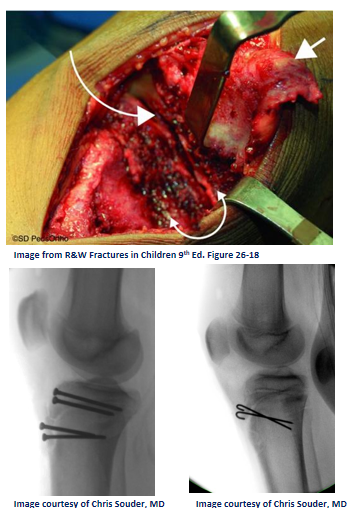 ©SD PedsOrtho
Image from R&W Fractures in Children 9th Ed. Figure 26-18
Image courtesy of Chris Souder, MD
Image courtesy of Chris Souder, MD